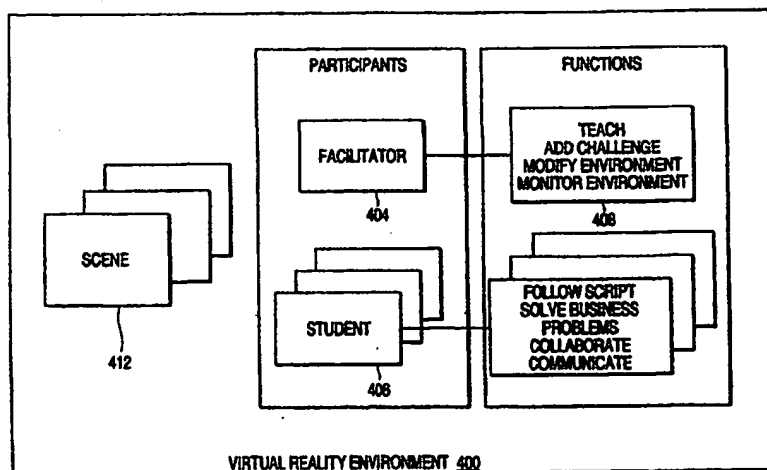 PARTICIPANTS
FUNCTIONS
FACILITATOR
404
TEACH
ADD CHALLENGE
MODIFY ENVIRONMENT
MONITOR ENVIRONMENT
408
SCENE
412
STUDENT
406
FOLLOW SCRIPT
SOLVE BUSINESS
PROBLEMS
COLLABORATE
COMMUNICATE
VIRTUAL REALITY ENVIRONMENT 400